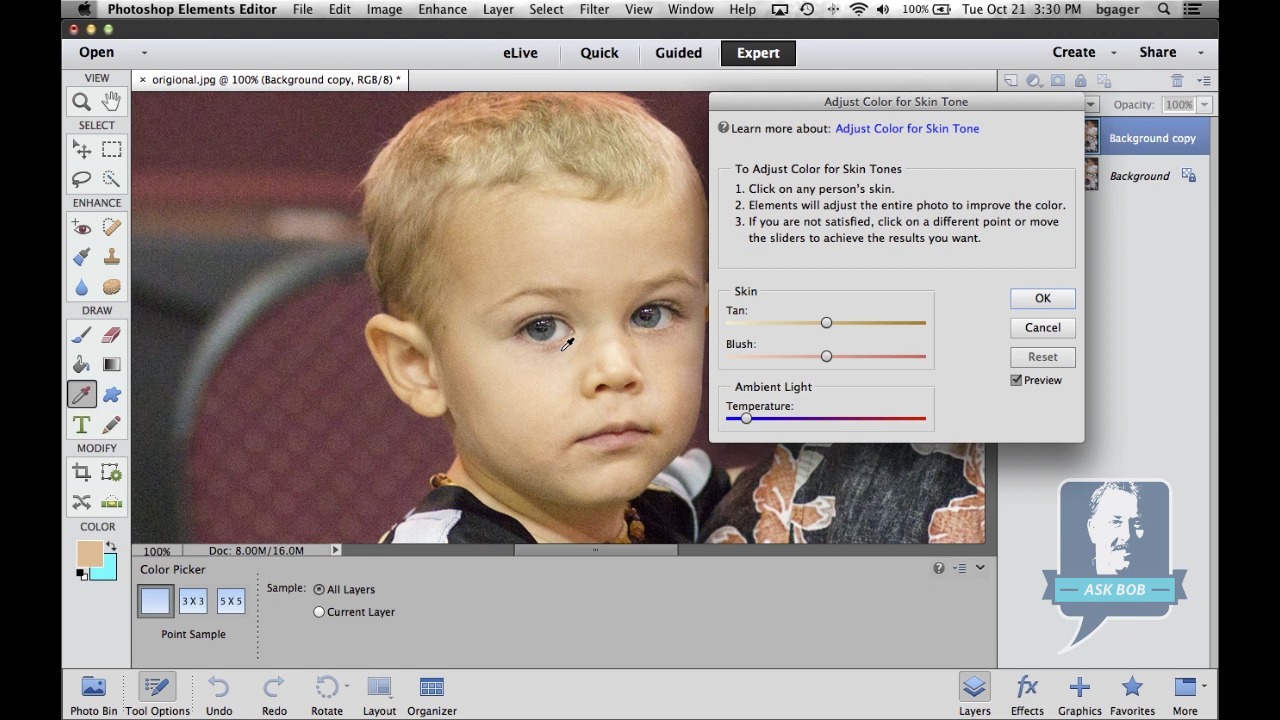 Photoshop Elements Editor File Edit Image Enhance Layer Select Filter View Window Help 100% Tue Oct 21 3:30 PM bgager
Open eLive Quick Guided Expert Create Share
VIEW
× origional.jpg @ 100% (Background copy, RGB/8) *
Opacity: 100%
SELECT
ENHANCE
DRAW
T
MODIFY
COLOR
Adjust Color for Skin Tone
Learn more about: Adjust Color for Skin Tone
To Adjust Color for Skin Tones
1. Click on any person's skin.
2. Elements will adjust the entire photo to improve the color.
3. If you are not satisfied, click on a different point or move
the sliders to achieve the results you want.
Skin
Tan:
Blush:
Ambient Light
Temperature:
OK
Cancel
Reset
Preview
Background copy
Background
100% Doc: 8.00M/16.0M
Color Picker
3 X 3 5 X 5
Point Sample
Sample: All Layers
Current Layer
ASK BOB
Photo Bin Tool Options Undo Redo Rotate Layout Organizer
fx
Layers Effects Graphics Favorites More